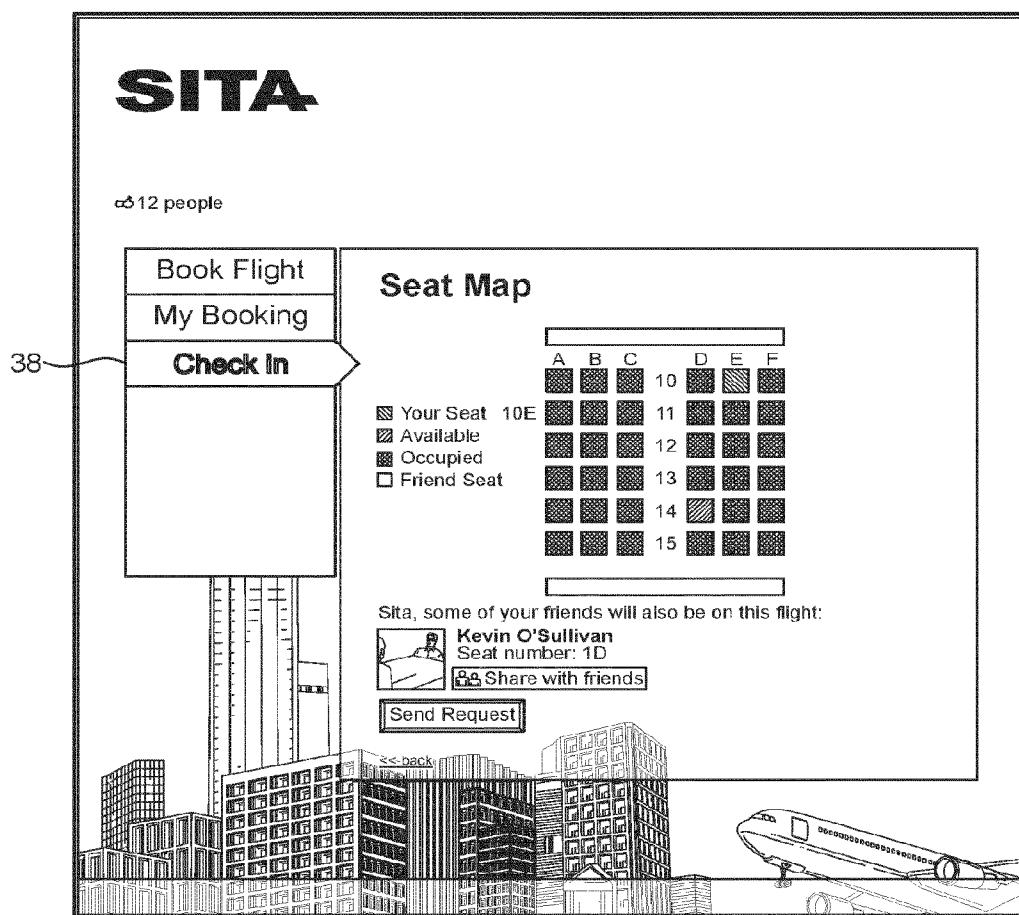 SITA
12 people
Book Flight
My Booking
38
Check In
Seat Map
A B C D E F
10
Your Seat 10E
11
Available
12
Occupied
13
Friend Seat
14
15
Sita, some of your friends will also be on this flight:
Kevin O'Sullivan
Seat number: 1D
Share with friends
Send Request
<<-back